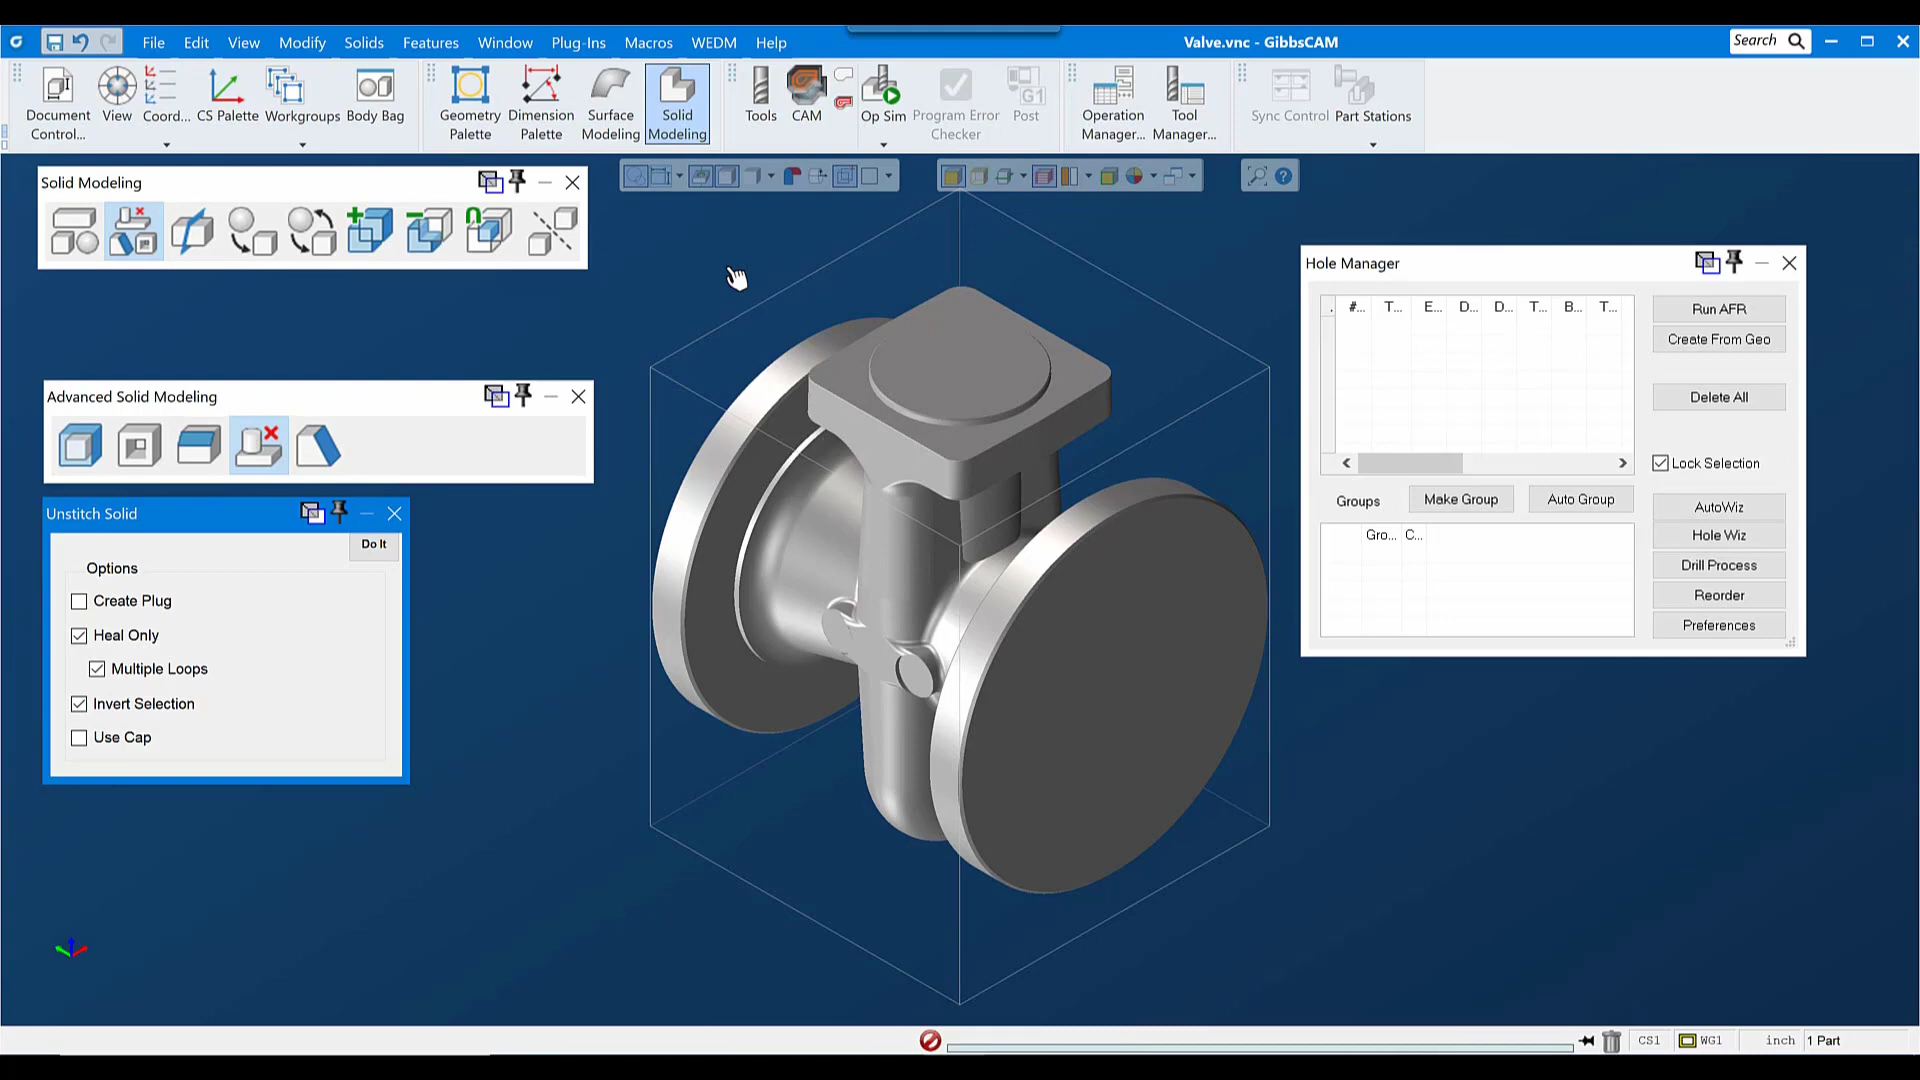 File Edit View Modify Solids Features Window Plug-Ins Macros WEDM Help
Valve.vnc - GibbsCAM
Search
Document Control...
View
Coord...
CS Palette
Workgroups
Body Bag
Geometry Palette
Dimension Palette
Surface Modeling
Solid Modeling
Tools
CAM
Op Sim
Program Error Checker
G1
Post
Operation Manager...
Tool Manager...
Sync Control
Part Stations
Solid Modeling
Advanced Solid Modeling
Unstitch Solid
Do It
Options
Create Plug
Heal Only
Multiple Loops
Invert Selection
Use Cap
Hole Manager
. #... T... E... D... D... T... B... T...
Run AFR
Create From Geo
Delete All
Lock Selection
Groups
Make Group
Auto Group
Gro... C...
AutoWiz
Hole Wiz
Drill Process
Reorder
Preferences
CS1
WG1
inch
1 Part